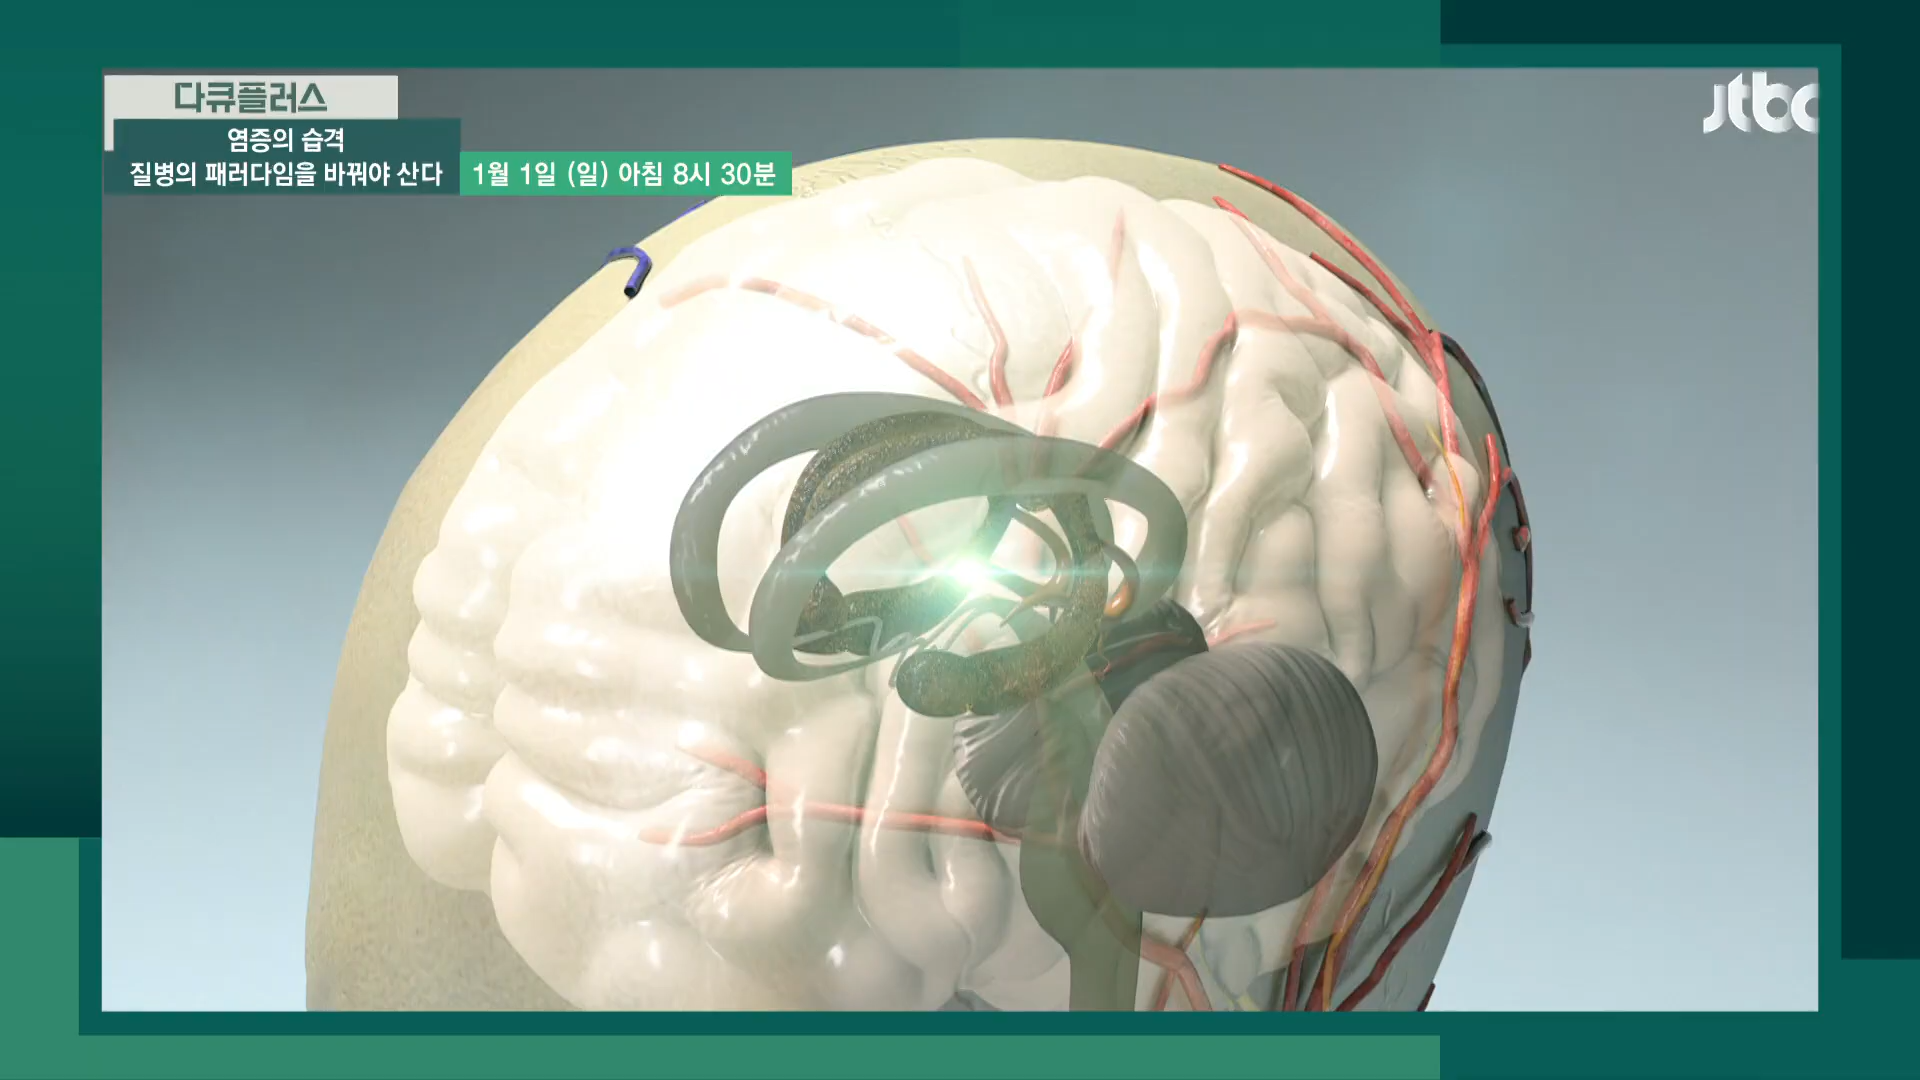 다큐플러스
jtbc
염증의 습격
질병의 패러다임을 바꿔야 산다
1월 1일 (일) 아침 8시 30분